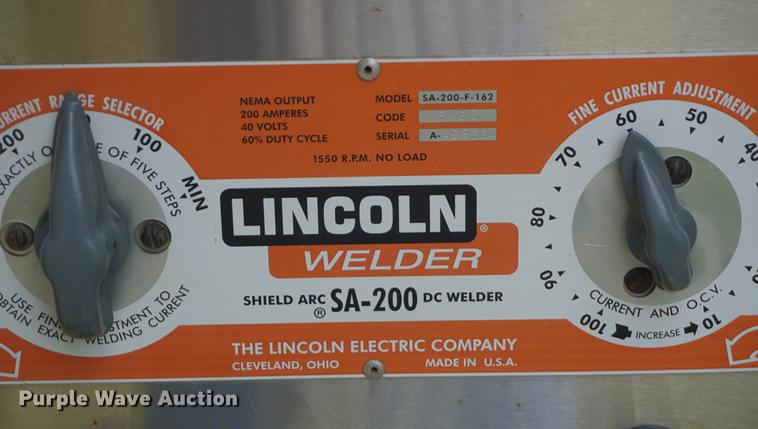 CURRENT RANGE SELECTOR
200
100
MIN
EXACTLY O E OF FIVE STEPS
USE FIN STMENT TO
OBTAIN EXACT WELDING CURRENT
NEMA OUTPUT
200 AMPERES
40 VOLTS
60% DUTY CYCLE
MODEL SA-200-F-162
CODE
SERIAL A-
1550 R.P.M. NO LOAD
LINCOLN®
WELDER
SHIELD ARC® SA-200 DC WELDER
THE LINCOLN ELECTRIC COMPANY
CLEVELAND, OHIO MADE IN U.S.A.
FINE CURRENT ADJUSTMENT
40
50
60
70
80
90
100
INCREASE
10
CURRENT AND O.C.V.
Purple Wave Auction